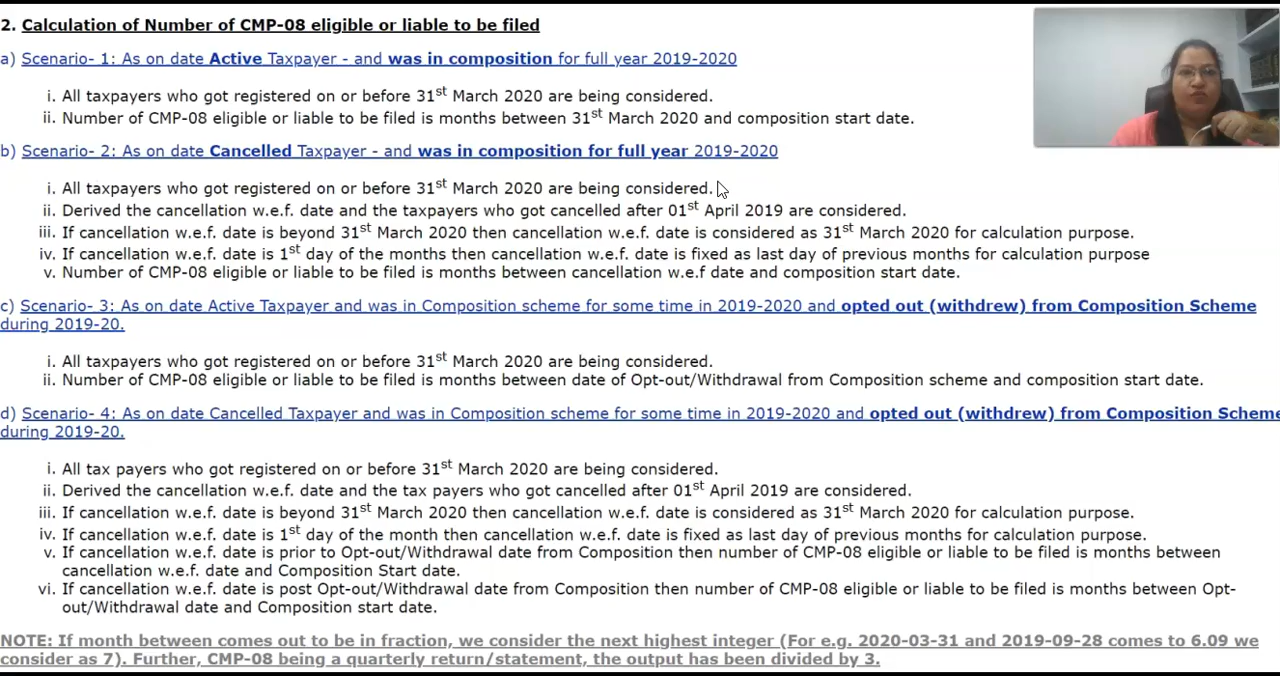 2. Calculation of Number of CMP-08 eligible or liable to be filed
a) Scenario- 1: As on date Active Taxpayer - and was in composition for full year 2019-2020
i. All taxpayers who got registered on or before 31st March 2020 are being considered.
ii. Number of CMP-08 eligible or liable to be filed is months between 31st March 2020 and composition start date.
b) Scenario- 2: As on date Cancelled Taxpayer - and was in composition for full year 2019-2020
i. All taxpayers who got registered on or before 31st March 2020 are being considered.
ii. Derived the cancellation w.e.f. date and the taxpayers who got cancelled after 01st April 2019 are considered.
iii. If cancellation w.e.f. date is beyond 31st March 2020 then cancellation w.e.f. date is considered as 31st March 2020 for calculation purpose.
iv. If cancellation w.e.f. date is 1st day of the months then cancellation w.e.f. date is fixed as last day of previous months for calculation purpose
v. Number of CMP-08 eligible or liable to be filed is months between cancellation w.e.f date and composition start date.
c) Scenario- 3: As on date Active Taxpayer and was in Composition scheme for some time in 2019-2020 and opted out (withdrew) from Composition Scheme
during 2019-20.
i. All taxpayers who got registered on or before 31st March 2020 are being considered.
ii. Number of CMP-08 eligible or liable to be filed is months between date of Opt-out/Withdrawal from Composition scheme and composition start date.
d) Scenario- 4: As on date Cancelled Taxpayer and was in Composition scheme for some time in 2019-2020 and opted out (withdrew) from Composition Scheme
during 2019-20.
i. All tax payers who got registered on or before 31st March 2020 are being considered.
ii. Derived the cancellation w.e.f. date and the tax payers who got cancelled after 01st April 2019 are considered.
iii. If cancellation w.e.f. date is beyond 31st March 2020 then cancellation w.e.f. date is considered as 31st March 2020 for calculation purpose.
iv. If cancellation w.e.f. date is 1st day of the month then cancellation w.e.f. date is fixed as last day of previous months for calculation purpose.
v. If cancellation w.e.f. date is prior to Opt-out/Withdrawal date from Composition then number of CMP-08 eligible or liable to be filed is months between
cancellation w.e.f. date and Composition Start date.
vi. If cancellation w.e.f. date is post Opt-out/Withdrawal date from Composition then number of CMP-08 eligible or liable to be filed is months between Opt-
out/Withdrawal date and Composition start date.
NOTE: If month between comes out to be in fraction, we consider the next highest integer (For e.g. 2020-03-31 and 2019-09-28 comes to 6.09 we
consider as 7). Further, CMP-08 being a quarterly return/statement, the output has been divided by 3.